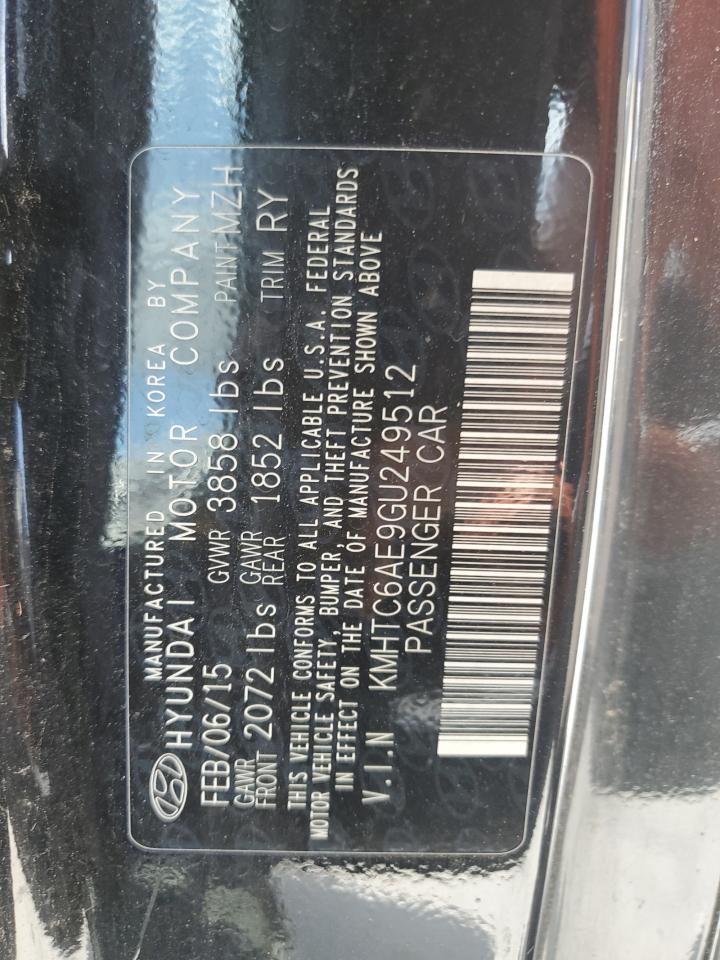 MANUFACTURED IN KOREA BY
HYUNDAI MOTOR COMPANY
FEB/06/15 GVWR 3858 lbs PAINT MZH
GAWR FRONT 2072 lbs GAWR REAR 1852 lbs TRIM RY
THIS VEHICLE CONFORMS TO ALL APPLICABLE U.S.A. FEDERAL
MOTOR VEHICLE SAFETY, BUMPER, AND THEFT PREVENTION STANDARDS
IN EFFECT ON THE DATE OF MANUFACTURE SHOWN ABOVE
V.I.N KMHTC6AE9GU249512
PASSENGER CAR